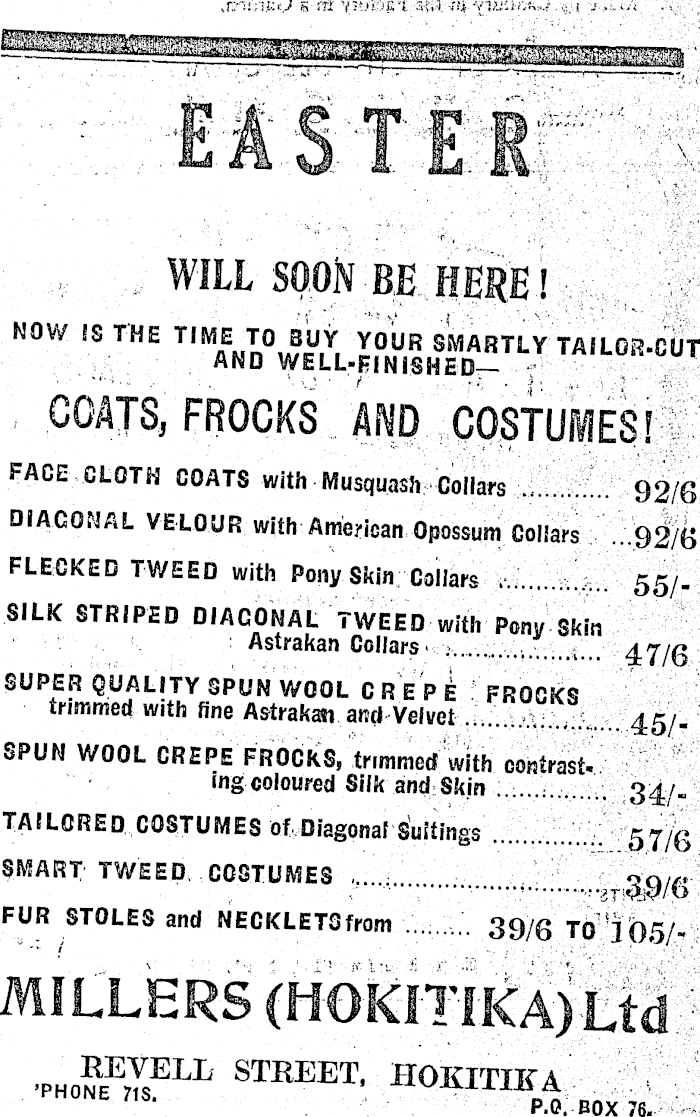 EASTER
WILL SOON BE HERE!
NOW IS THE TIME TO BUY YOUR SMARTLY TAILOR-CUT
AND WELL-FINISHED—
COATS, FROCKS AND COSTUMES!
FACE CLOTH COATS with Musquash Collars ............ 92/6
DIAGONAL VELOUR with American Opossum Collars ...92/6
FLECKED TWEED with Pony Skin Collars ............... 55/-
SILK STRIPED DIAGONAL TWEED with Pony Skin
Astrakan Collars ....................... 47/6
SUPER QUALITY SPUN WOOL CREPE FROCKS
trimmed with fine Astrakan and Velvet ...................... 45/-
SPUN WOOL CREPE FROCKS, trimmed with contrast-
ing coloured Silk and Skin ............... 34/-
TAILORED COSTUMES of Diagonal Suitings .................. 57/6
SMART TWEED COSTUMES ..................................... 39/6
FUR STOLES and NECKLETS from ......... 39/6 TO 105/-
MILLERS (HOKITIKA) Ltd
REVELL STREET, HOKITIKA
'PHONE 71S.
P.O. BOX 76.